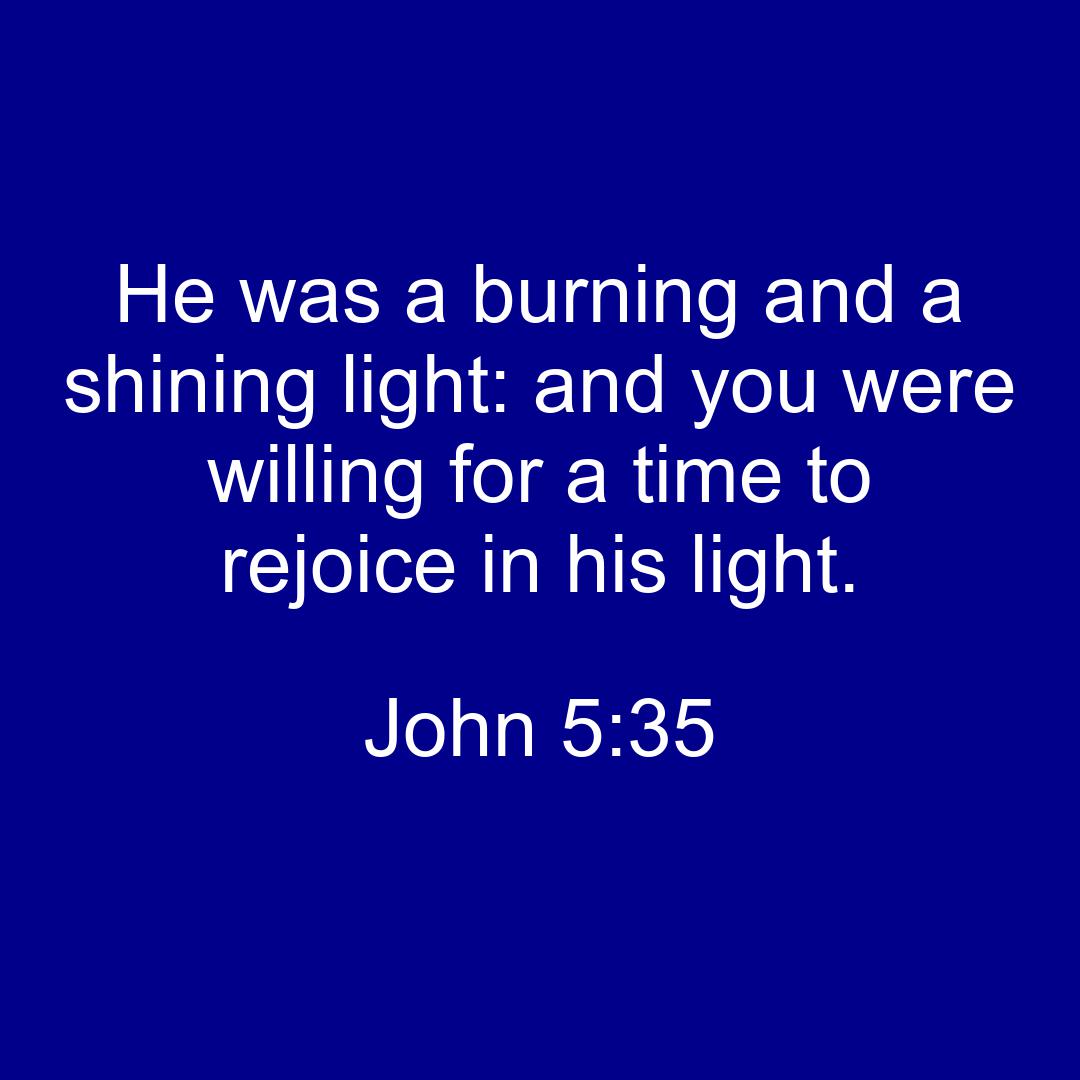 He was a burning and a
shining light: and you were
willing for a time to
rejoice in his light.
John 5:35